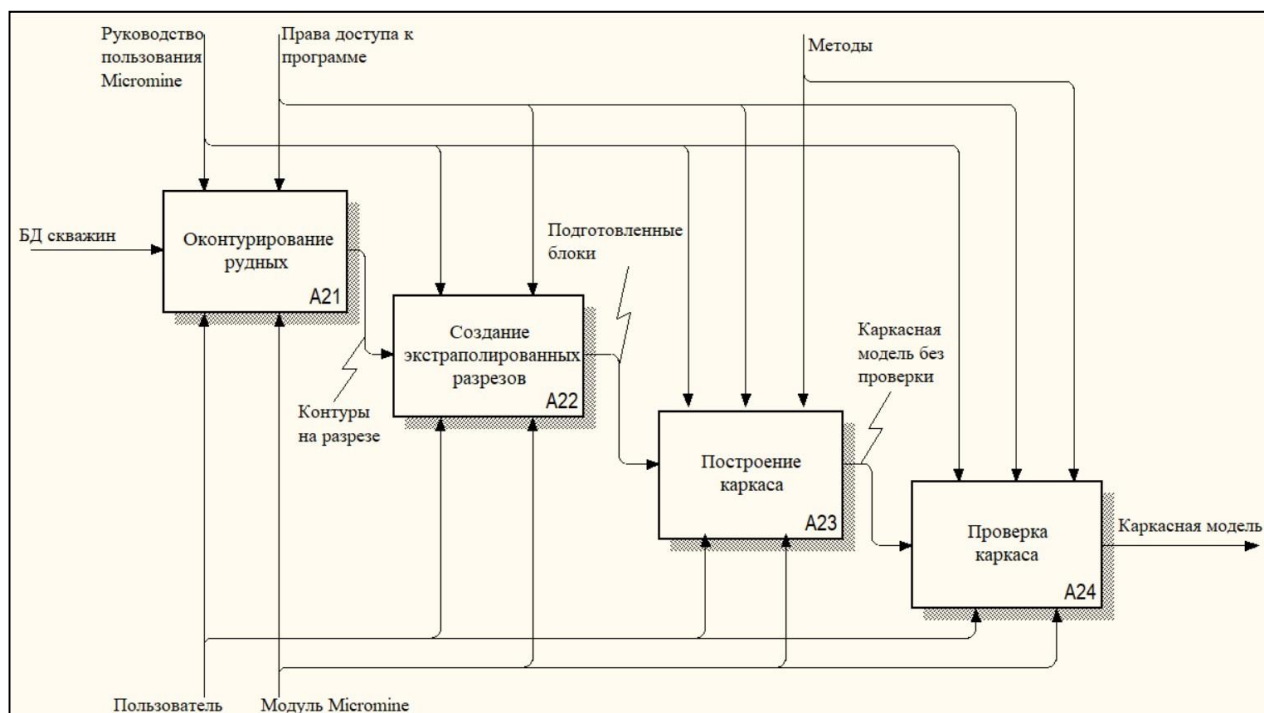 Руководство
пользования
Micromine
Права доступа к
программе
Методы
БД скважин
Оконтурирование
рудных
A21
Подготовленные
блоки
Создание
экстраполированных
разрезов
A22
Контуры
на разрезе
Каркасная
модель без
проверки
Построение
каркаса
A23
Проверка
каркаса
A24
Каркасная модель
Пользователь
Модуль Micromine